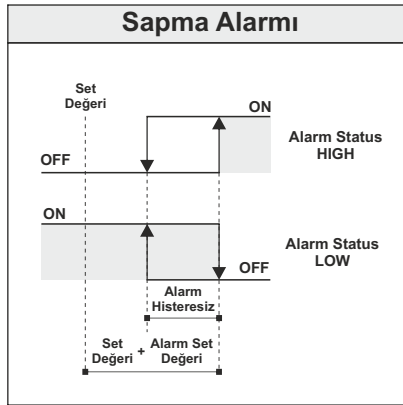 Sapma Alarmı
Set
Değeri
ON
OFF
Alarm Status
HIGH
ON
OFF
Alarm Status
LOW
Alarm
Histeresiz
Set
Değeri
+
Alarm Set
Değeri